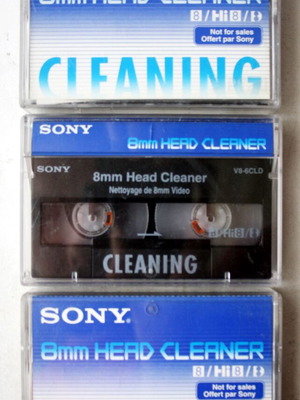 8mm HEAD CLEANER
8/Hi8/
Not for sales
Offert par Sony
CLEANING
SONY
8mm HEAD CLEANER
SONY
V8-6CLD
8mm Head Cleaner
Nettoyage de 8mm Video
8/Hi8/
CLEANING
SONY.
8mm HEAD CLEANER
8/Hi8/
Not for sales
Offert par Sony